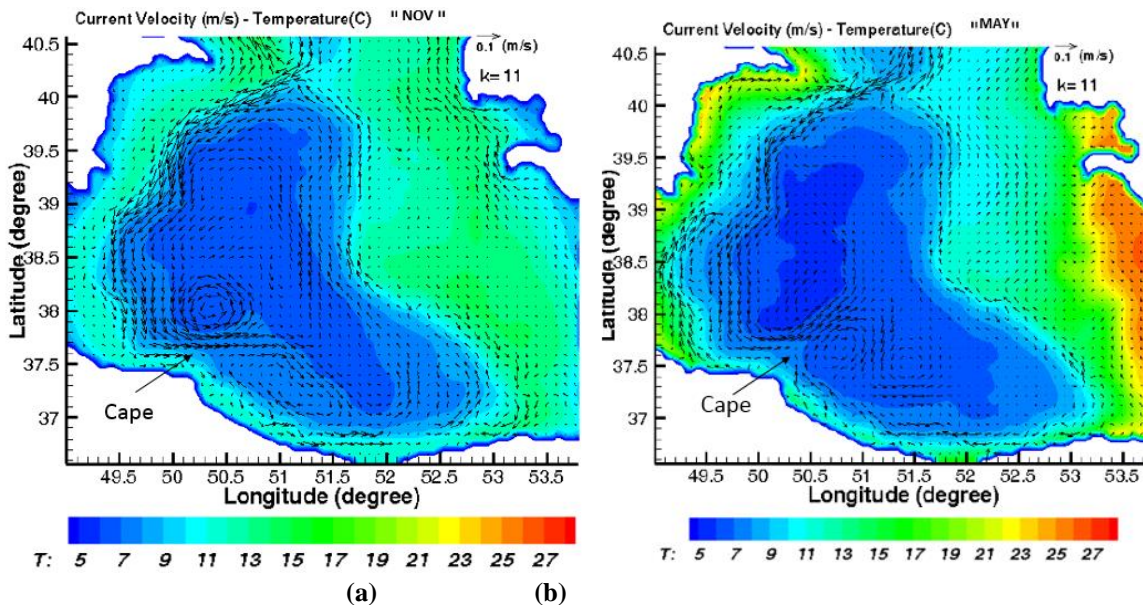 Current Velocity (m/s) - Temperature(C) " NOV "
40.5
40
39.5
39
38.5
38
37.5
37
Latitude (degree)
0.1 (m/s)
k= 11
Cape
49.5 50 50.5 51 51.5 52 52.5 53 53.5
Longitude (degree)
T: 5 7 9 11 13 15 17 19 21 23 25 27
(a)
Current Velocity (m/s) - Temperature(C) "MAY"
40.5
40
39.5
39
38.5
38
37.5
37
Latitude (degree)
0.1 (m/s)
k= 11
Cape
49.5 50 50.5 51 51.5 52 52.5 53 53.5
Longitude (degree)
T: 5 7 9 11 13 15 17 19 21 23 25 27
(b)